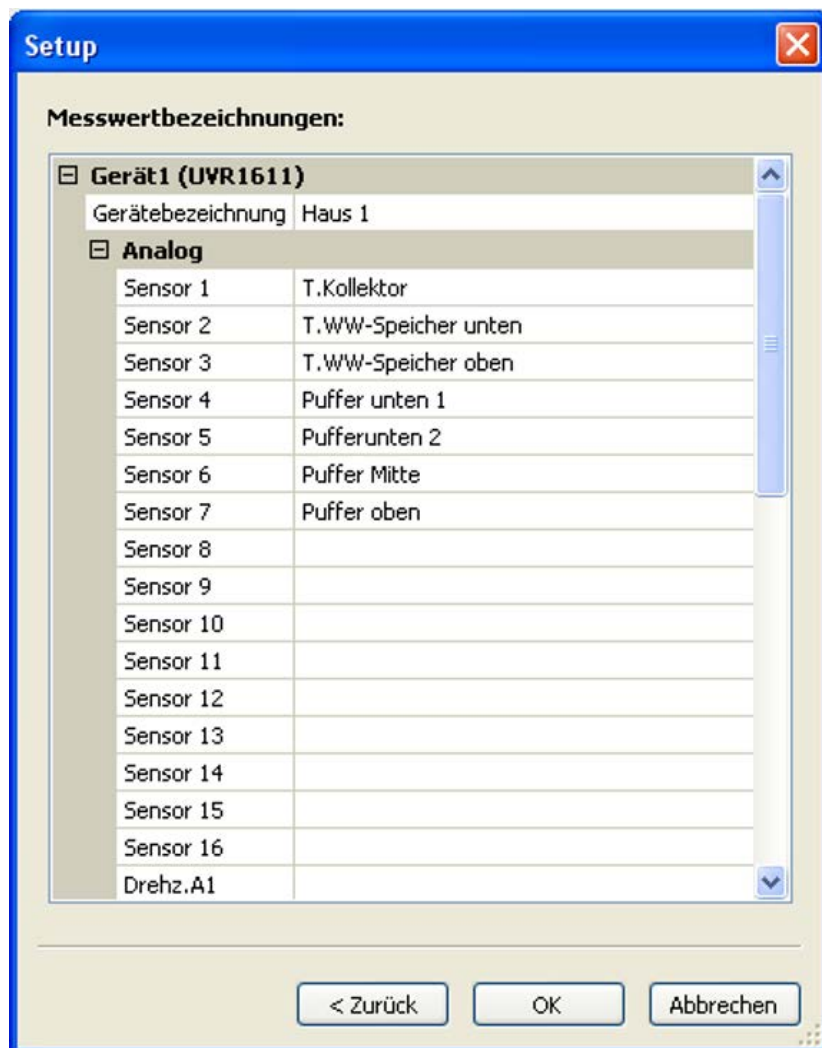 Setup
Messwertbezeichnungen:
Gerät1 (UVR1611)
Gerätebezeichnung Haus 1
Analog
Sensor 1 T.Kollektor
Sensor 2 T.WW-Speicher unten
Sensor 3 T.WW-Speicher oben
Sensor 4 Puffer unten 1
Sensor 5 Pufferunten 2
Sensor 6 Puffer Mitte
Sensor 7 Puffer oben
Sensor 8
Sensor 9
Sensor 10
Sensor 11
Sensor 12
Sensor 13
Sensor 14
Sensor 15
Sensor 16
Drehz.A1
< Zurück OK Abbrechen